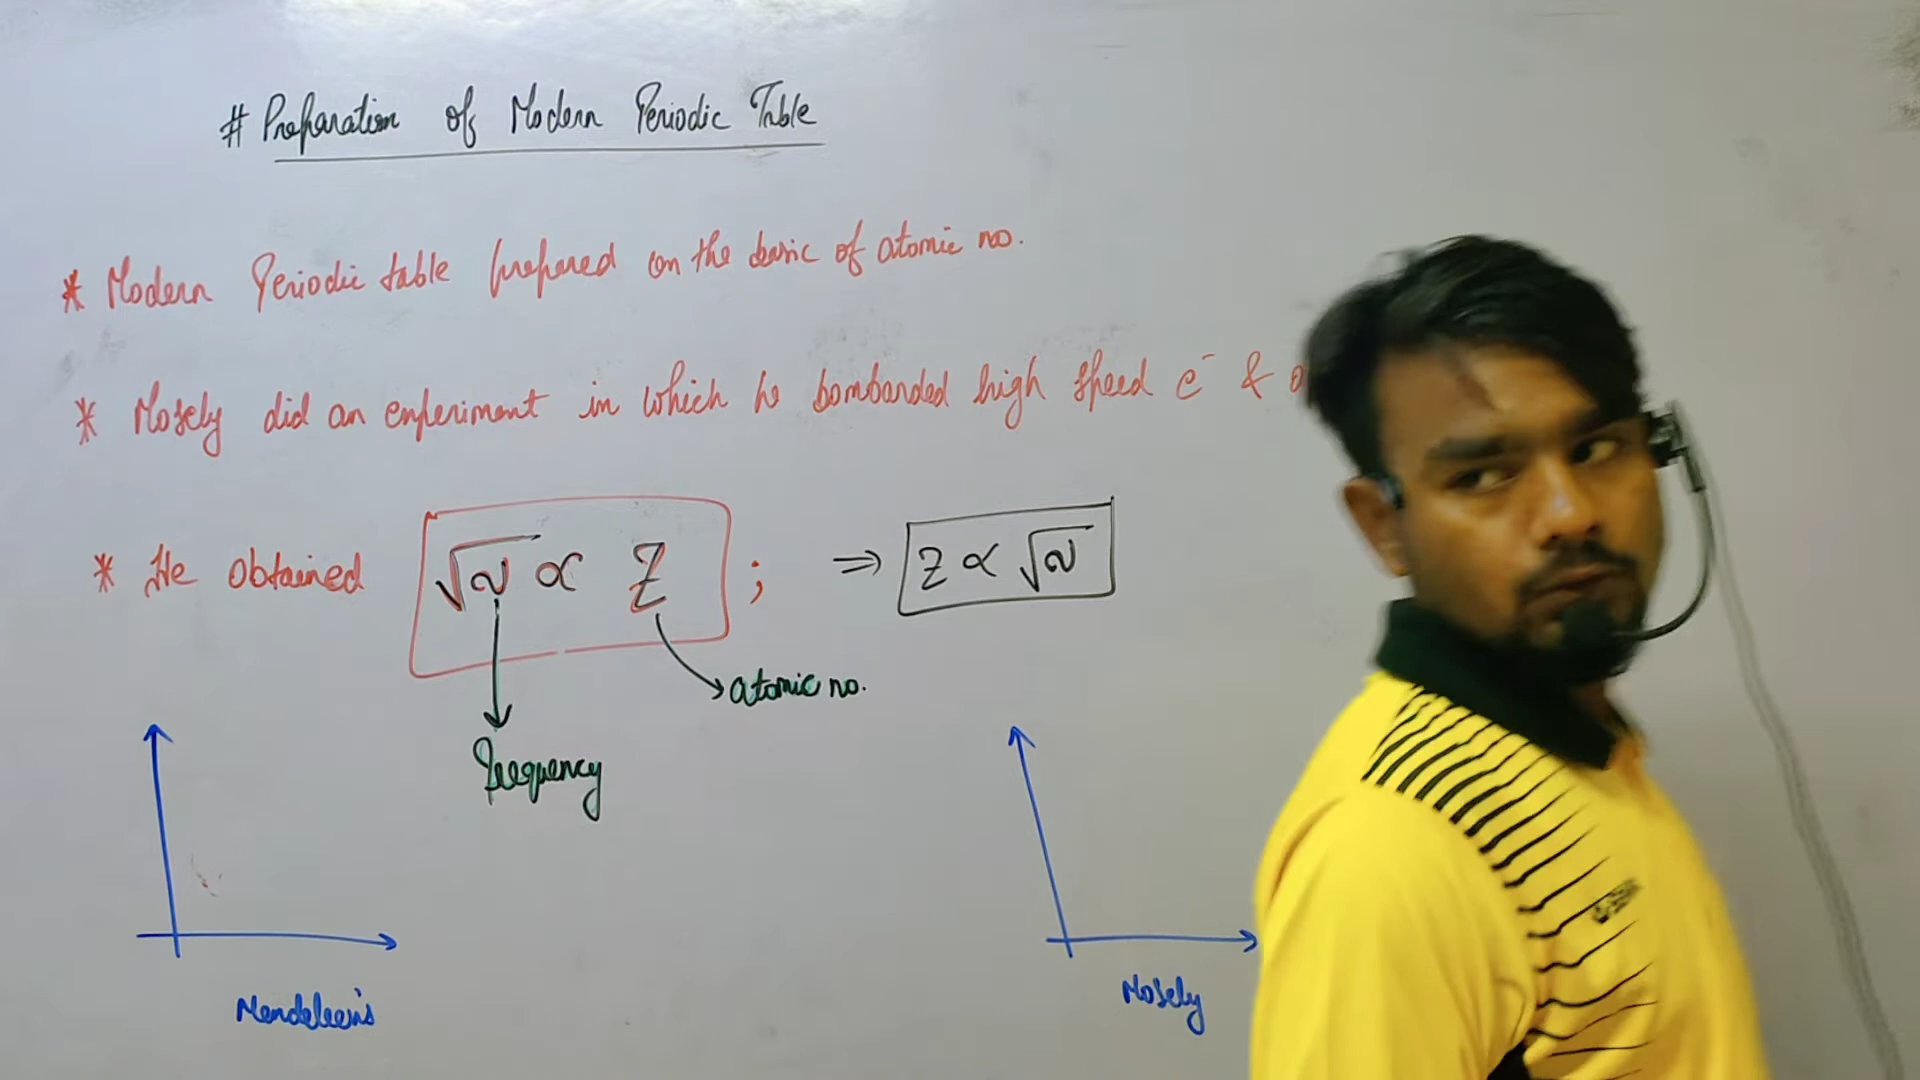 # Preparation of Modern Periodic Table
* Modern Periodic table prepared on the basic of atomic no.
* Mosely did an experiment in which he bombarded high speed e⁻ &
* He obtained √ν ∝ Z ; ⇒ Z ∝ √ν
atomic no.
frequency
Mendeleev's
Mosely